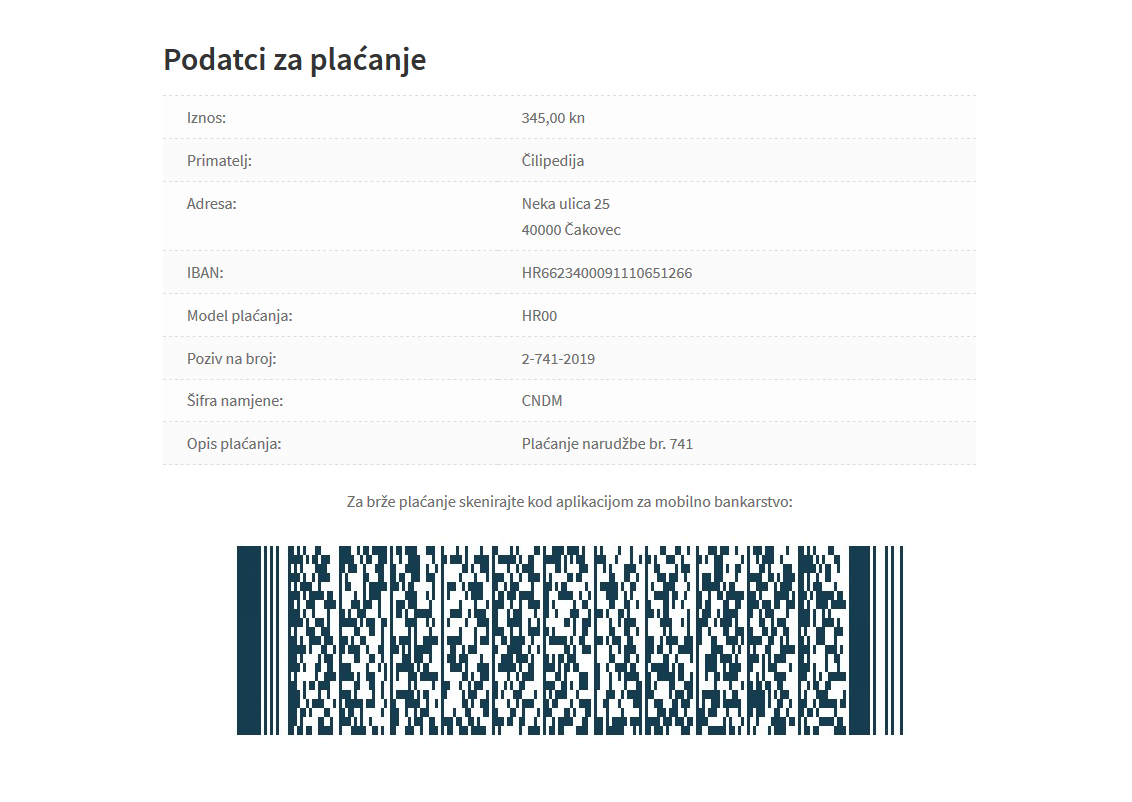 Podatci za plaćanje
Iznos: 345,00 kn
Primatelj: Čilipedija
Adresa: Neka ulica 25
40000 Čakovec
IBAN: HR6623400091110651266
Model plaćanja: HR00
Poziv na broj: 2-741-2019
Šifra namjene: CNDM
Opis plaćanja: Plaćanje narudžbe br. 741
Za brže plaćanje skenirajte kod aplikacijom za mobilno bankarstvo: